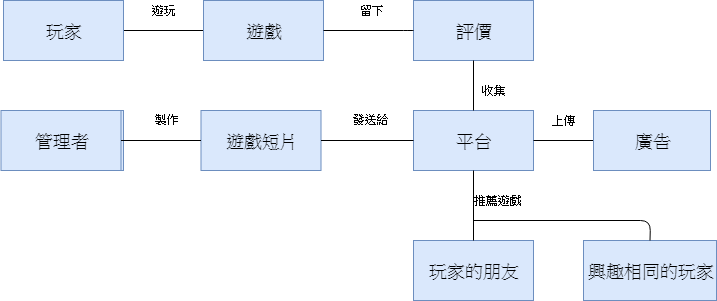 玩家
遊玩
遊戲
留下
評價
收集
管理者
製作
遊戲短片
發送給
平台
上傳
廣告
推薦遊戲
玩家的朋友
興趣相同的玩家